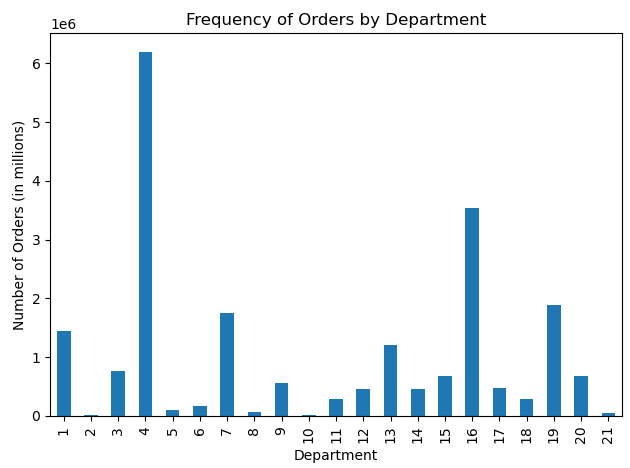 Frequency of Orders by Department
1e6
6
5
4
3
2
1
0
Number of Orders (in millions)
1 2 3 4 5 6 7 8 9 10 11 12 13 14 15 16 17 18 19 20 21
Department